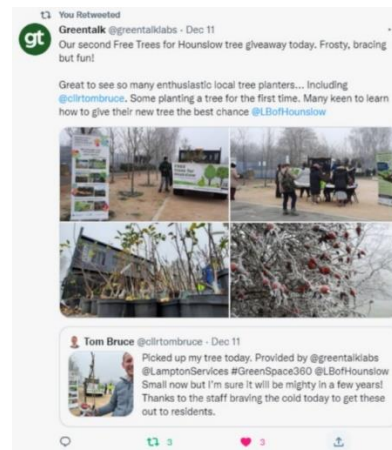 You Retweeted
gt
Greentalk @greentalklabs · Dec 11
Our second Free Trees for Hounslow tree giveaway today. Frosty, bracing
but fun!
Great to see so many enthusiastic local tree planters... Including
@cllrtombruce. Some planting a tree for the first time. Many keen to learn
how to give their new tree the best chance @LBofHounslow
FREE
Tom Bruce @cllrtombruce · Dec 11
Picked up my tree today. Provided by @greentalklabs
@LamptonServices #GreenSpace360 @LBofHounslow
Small now but I'm sure it will be mighty in a few years!
Thanks to the staff braving the cold today to get these
out to residents.
3
3